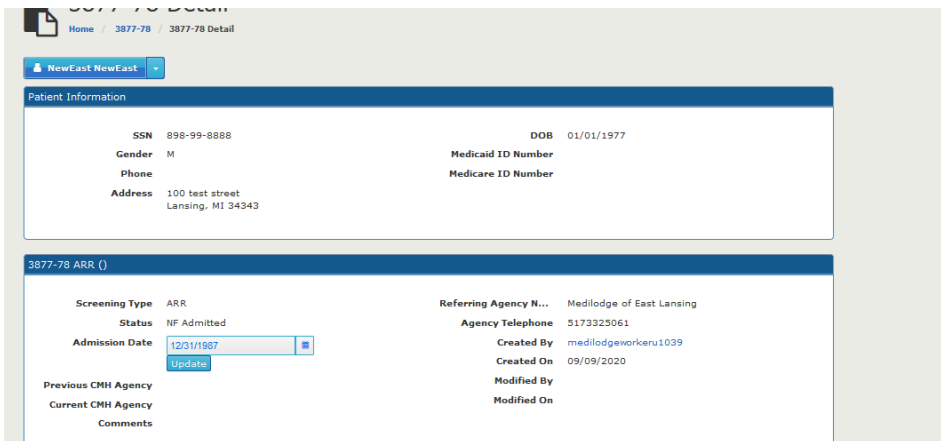 3877-78 Detail
Home / 3877-78 / 3877-78 Detail
NewEast NewEast
Patient Information
SSN 898-99-8888 DOB 01/01/1977
Gender M Medicaid ID Number
Phone Medicare ID Number
Address 100 test street
Lansing, MI 34343
3877-78 ARR ()
Screening Type ARR Referring Agency N... Medilodge of East Lansing
Status NF Admitted Agency Telephone 5173325061
Admission Date 12/31/1987 Created By medilodgeworkeru1039
Update Created On 09/09/2020
Previous CMH Agency Modified By
Current CMH Agency Modified On
Comments